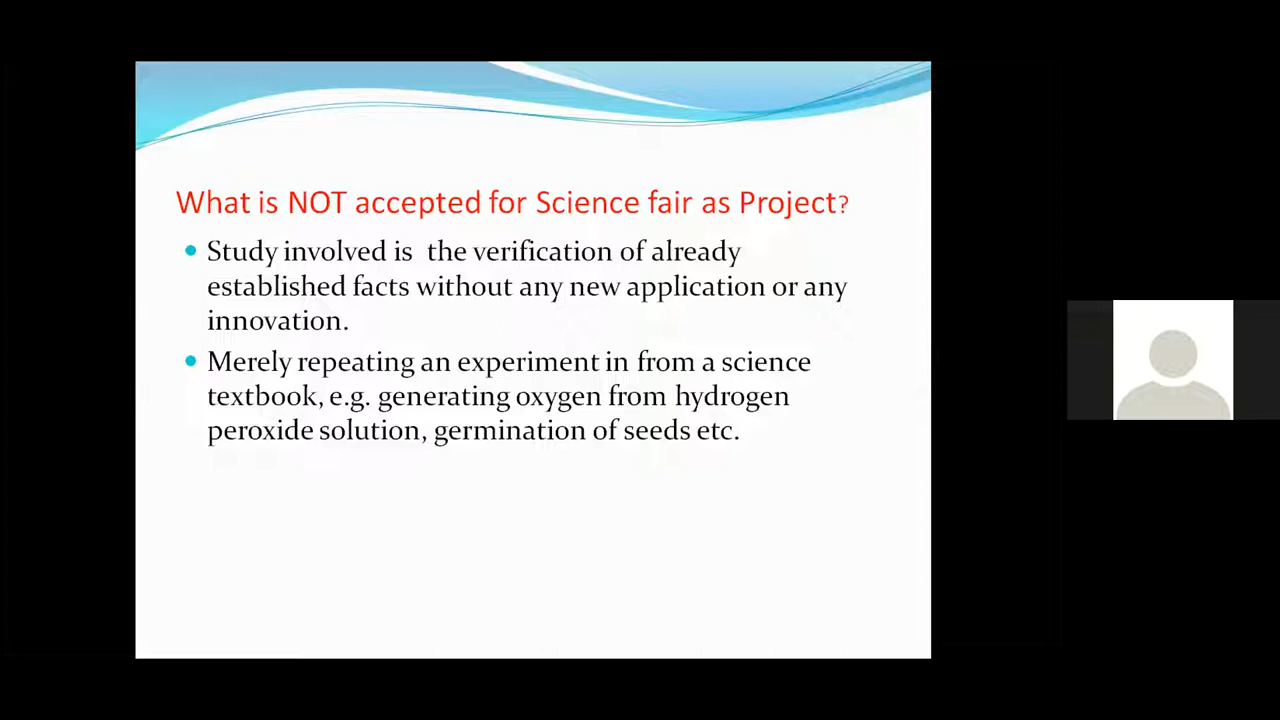 What is NOT accepted for Science fair as Project?
• Study involved is the verification of already
established facts without any new application or any
innovation.
• Merely repeating an experiment in from a science
textbook, e.g. generating oxygen from hydrogen
peroxide solution, germination of seeds etc.